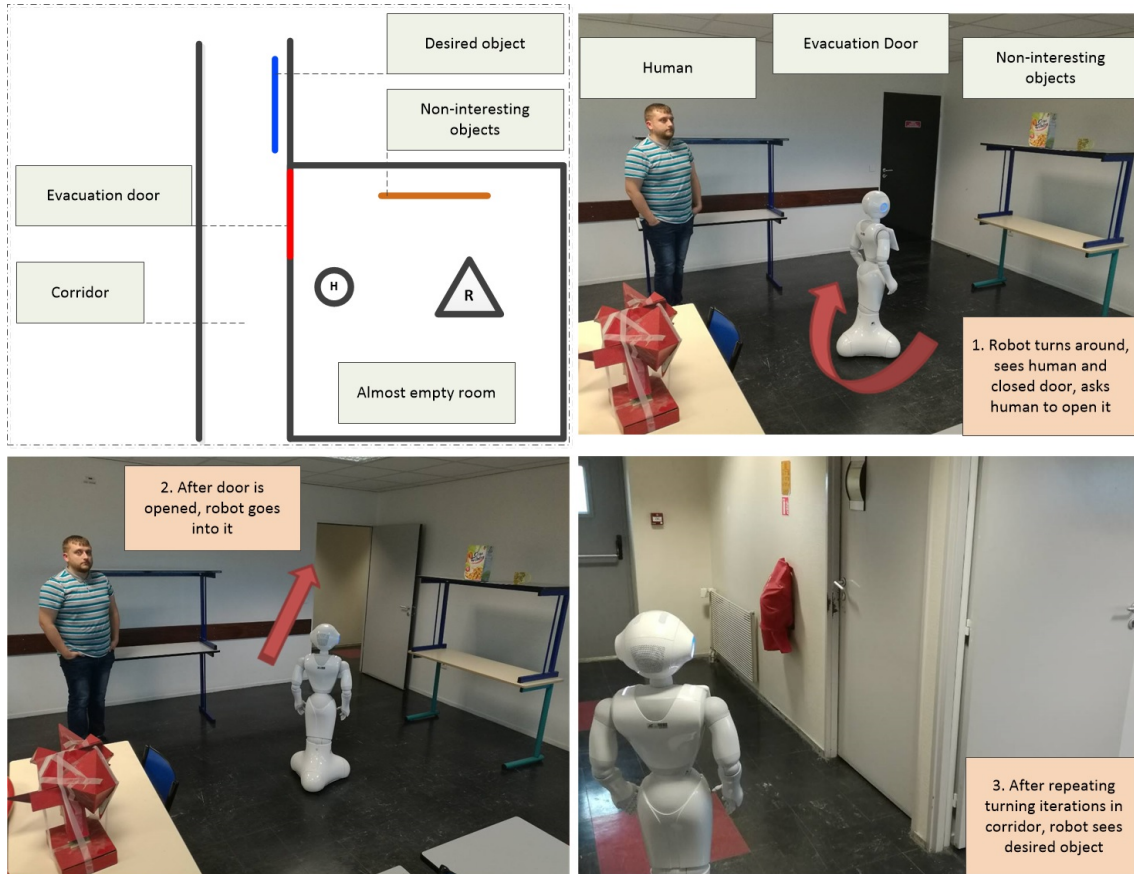 Desired object
Non-interesting
objects
Evacuation door
Corridor
H
R
Almost empty room
Human
Evacuation Door
Non-interesting
objects
1. Robot turns around,
sees human and
closed door, asks
human to open it
2. After door is
opened, robot goes
into it
3. After repeating
turning iterations in
corridor, robot sees
desired object